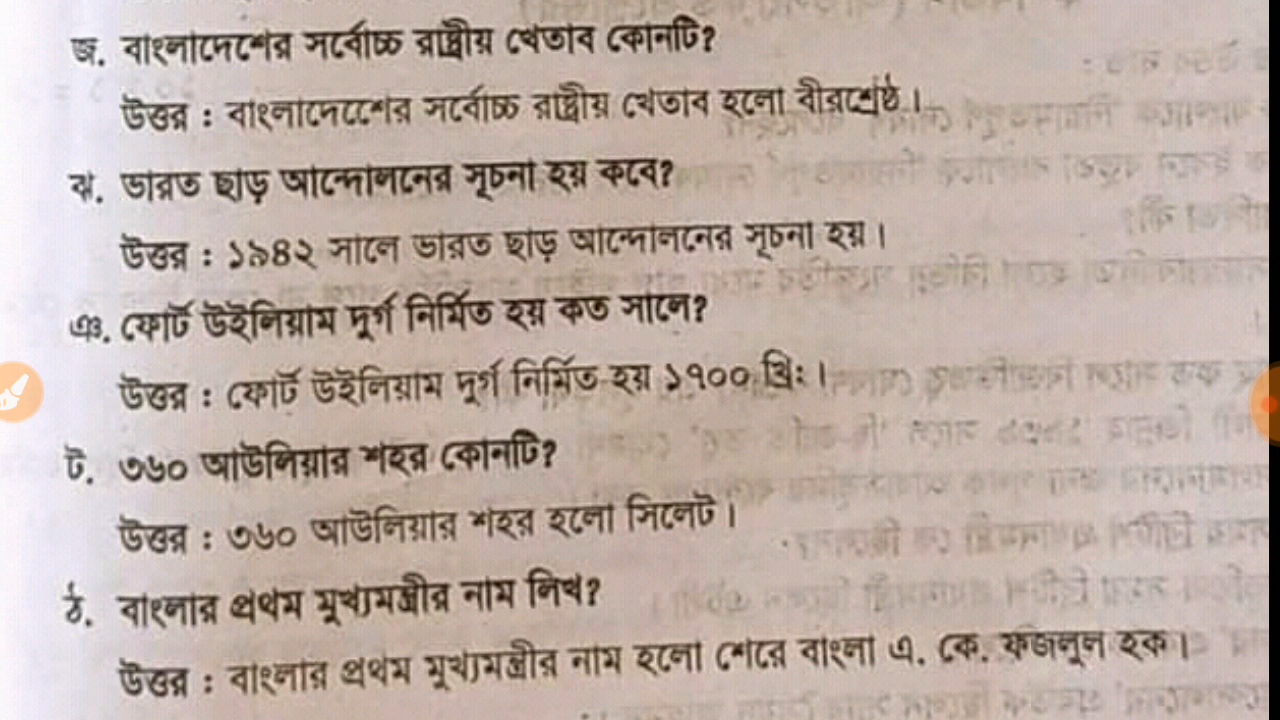 জ. বাংলাদেশের সর্বোচ্চ রাষ্ট্রীয় খেতাব কোনটি?
উত্তর : বাংলাদেশের সর্বোচ্চ রাষ্ট্রীয় খেতাব হলো বীরশ্রেষ্ঠ।
ঝ. ভারত ছাড় আন্দোলনের সূচনা হয় কবে?
উত্তর : ১৯৪২ সালে ভারত ছাড় আন্দোলনের সূচনা হয়।
ঞ. ফোর্ট উইলিয়াম দুর্গ নির্মিত হয় কত সালে?
উত্তর : ফোর্ট উইলিয়াম দুর্গ নির্মিত হয় ১৭০০ খ্রিঃ।
ট. ৩৬০ আউলিয়ার শহর কোনটি?
উত্তর : ৩৬০ আউলিয়ার শহর হলো সিলেট।
ঠ. বাংলার প্রথম মুখ্যমন্ত্রীর নাম লিখ?
উত্তর : বাংলার প্রথম মুখ্যমন্ত্রীর নাম হলো শেরে বাংলা এ. কে. ফজলুল হক।